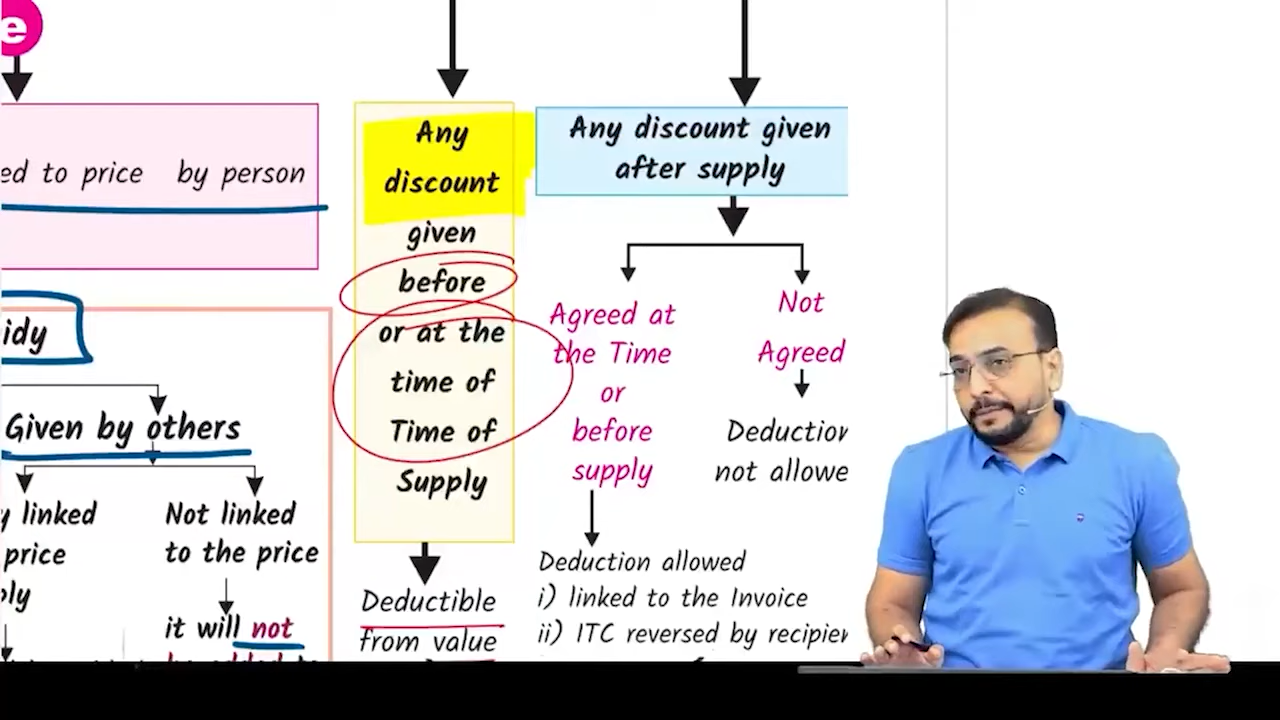 e
ed to price by person
idy
Given by others
y linked
price
ply
Not linked
to the price
it will not
Any
discount
given
before
or at the
time of
Time of
Supply
Deductible
from value
Any discount given
after supply
Agreed at
the Time
or
before
supply
Not
Agreed
Deduction
not allowe
Deduction allowed
i) linked to the Invoice
ii) ITC reversed by recipien